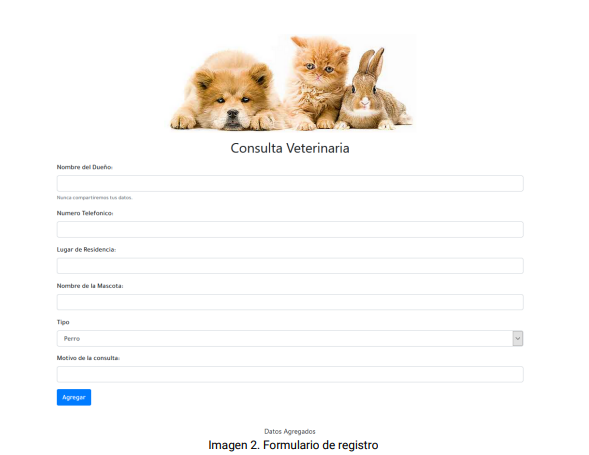 Consulta Veterinaria
Nombre del Dueño:
Nunca compartiremos tus datos.
Numero Telefonico:
Lugar de Residencia:
Nombre de la Mascota:
Tipo
Perro
Motivo de la consulta:
Agregar
Datos Agregados
Imagen 2. Formulario de registro